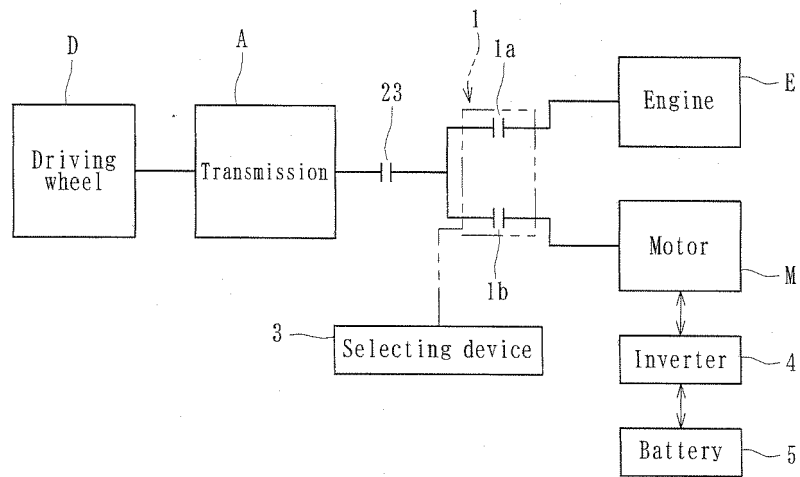 D
A
23
1
1a
E
Engine
Driving
wheel
Transmission
Motor
M
1b
3
Selecting device
Inverter
4
Battery
5